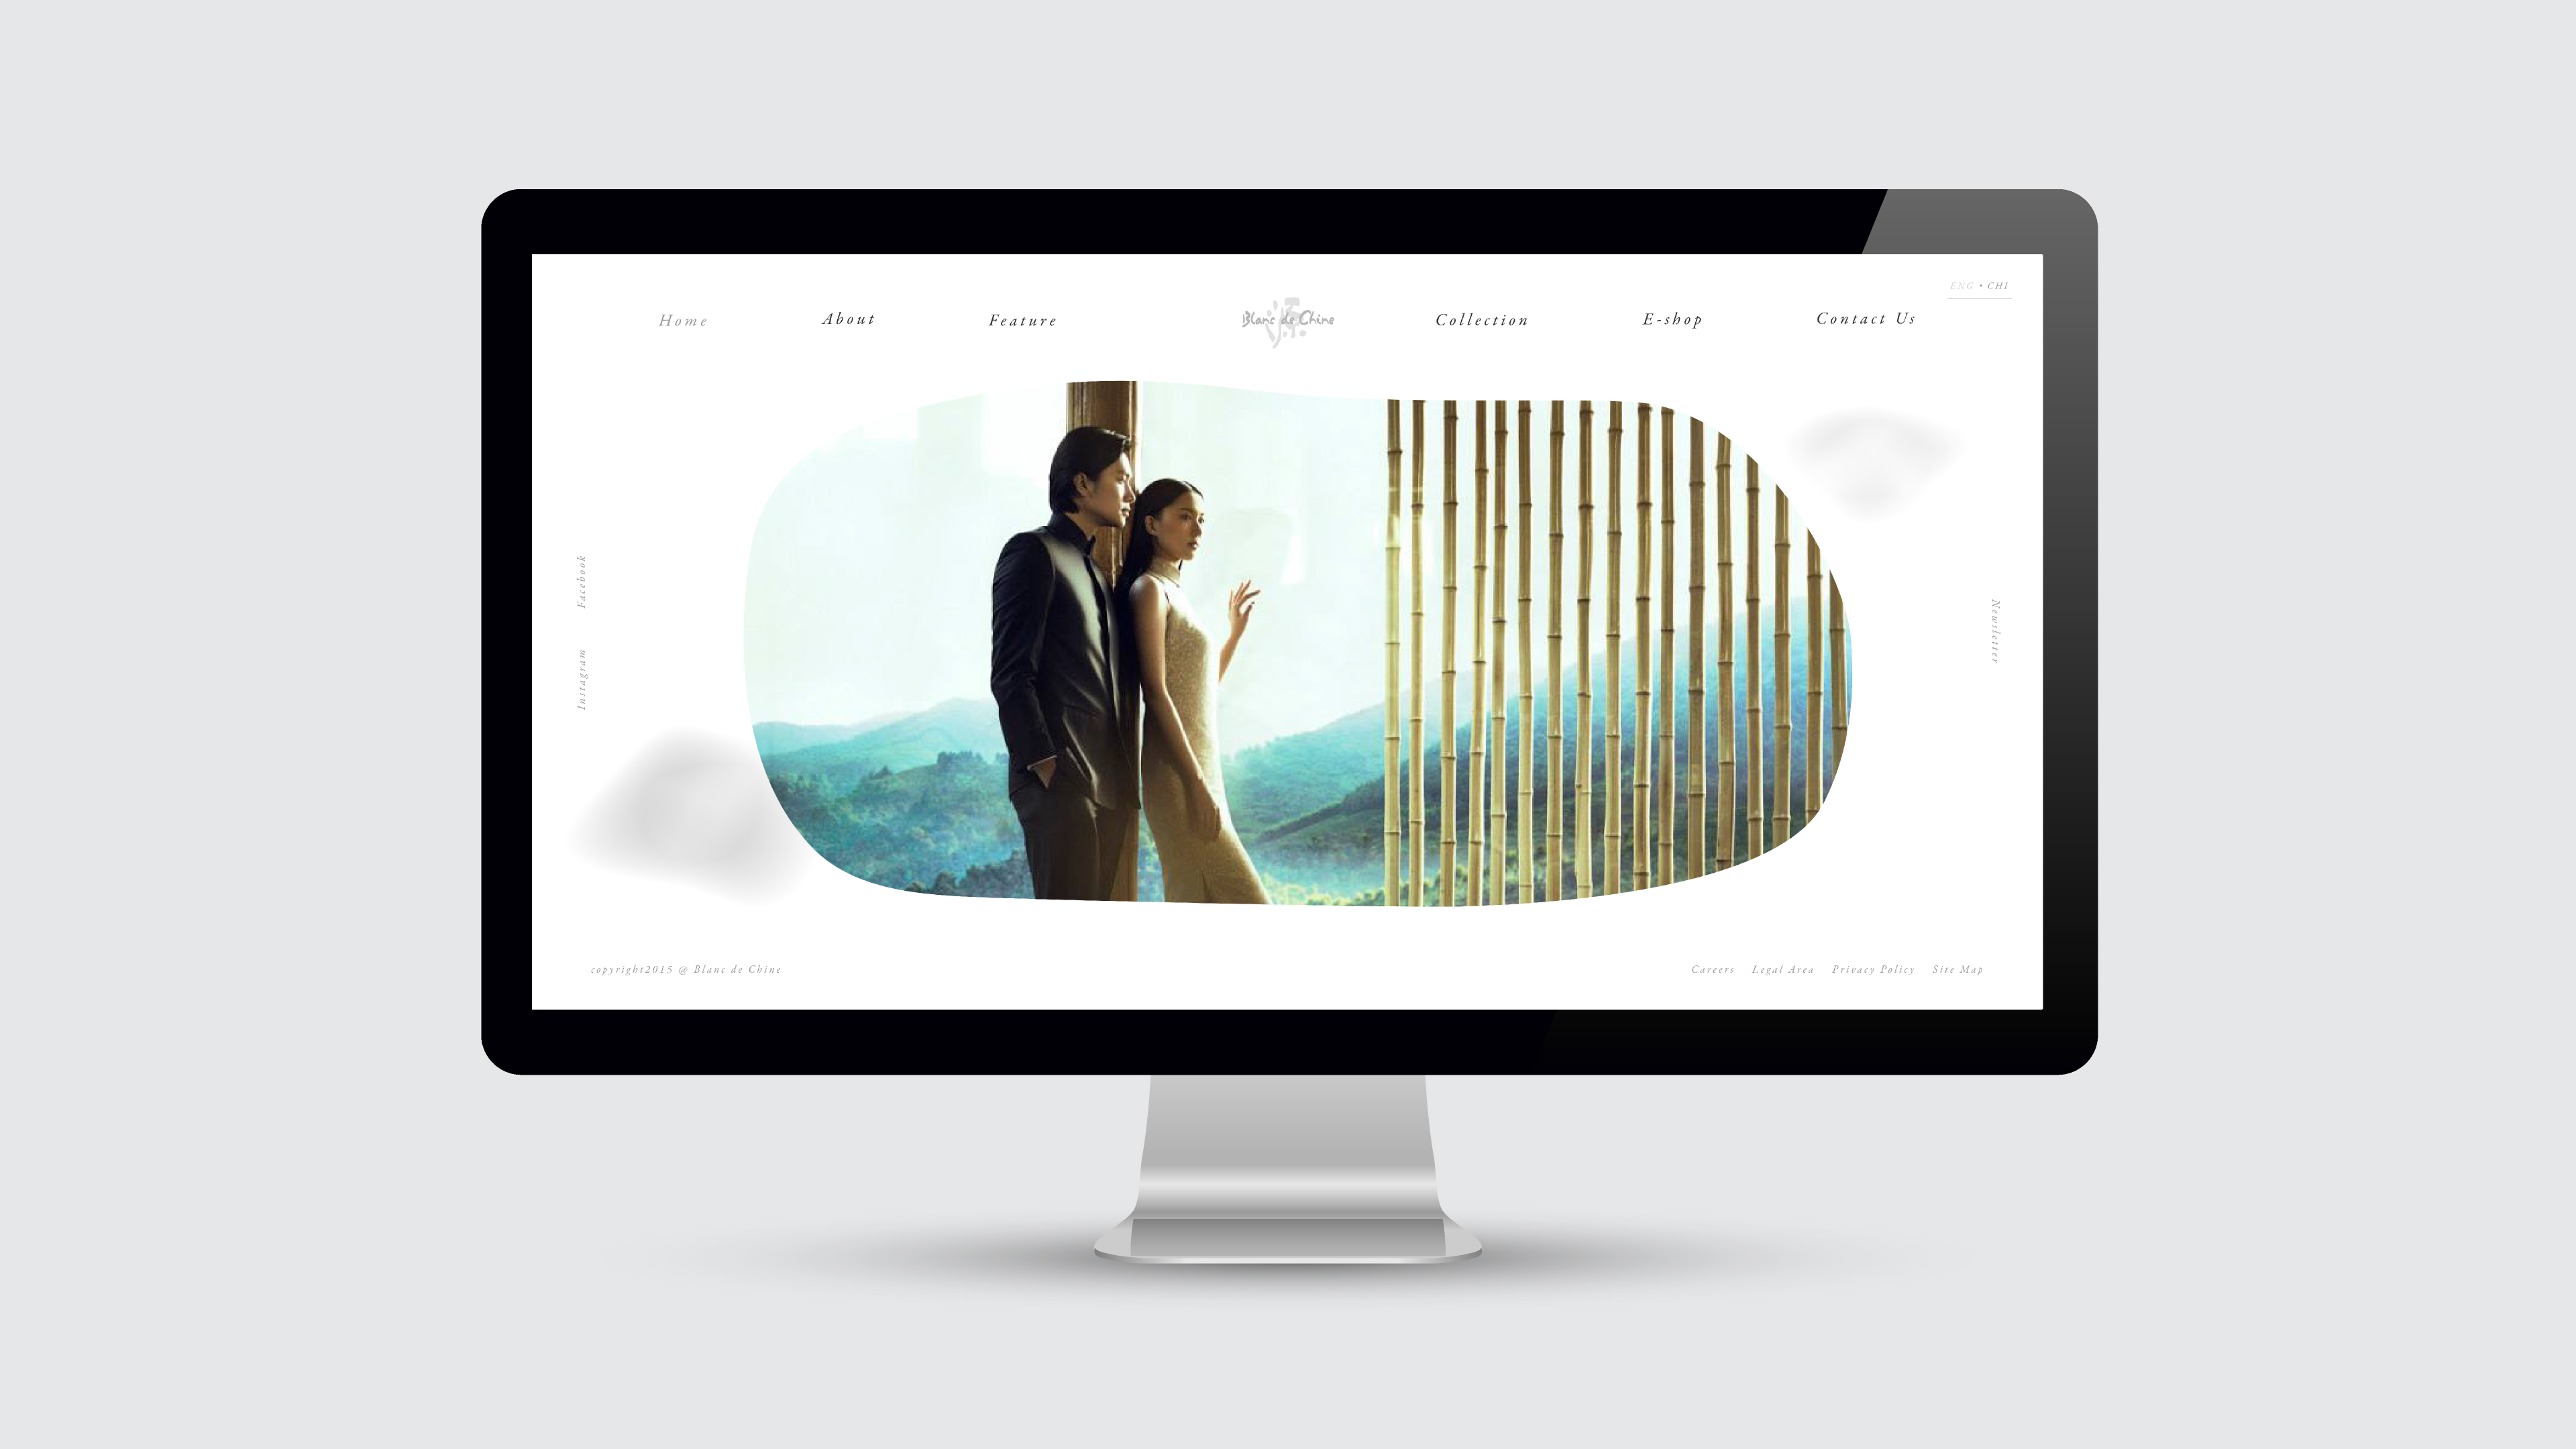 ENG • CHI
Home About Feature Blanc de Chine Collection E-shop Contact Us
Facebook
Instagram
Newsletter
copyright2015 @ Blanc de Chine
Careers Legal Area Privacy Policy Site Map